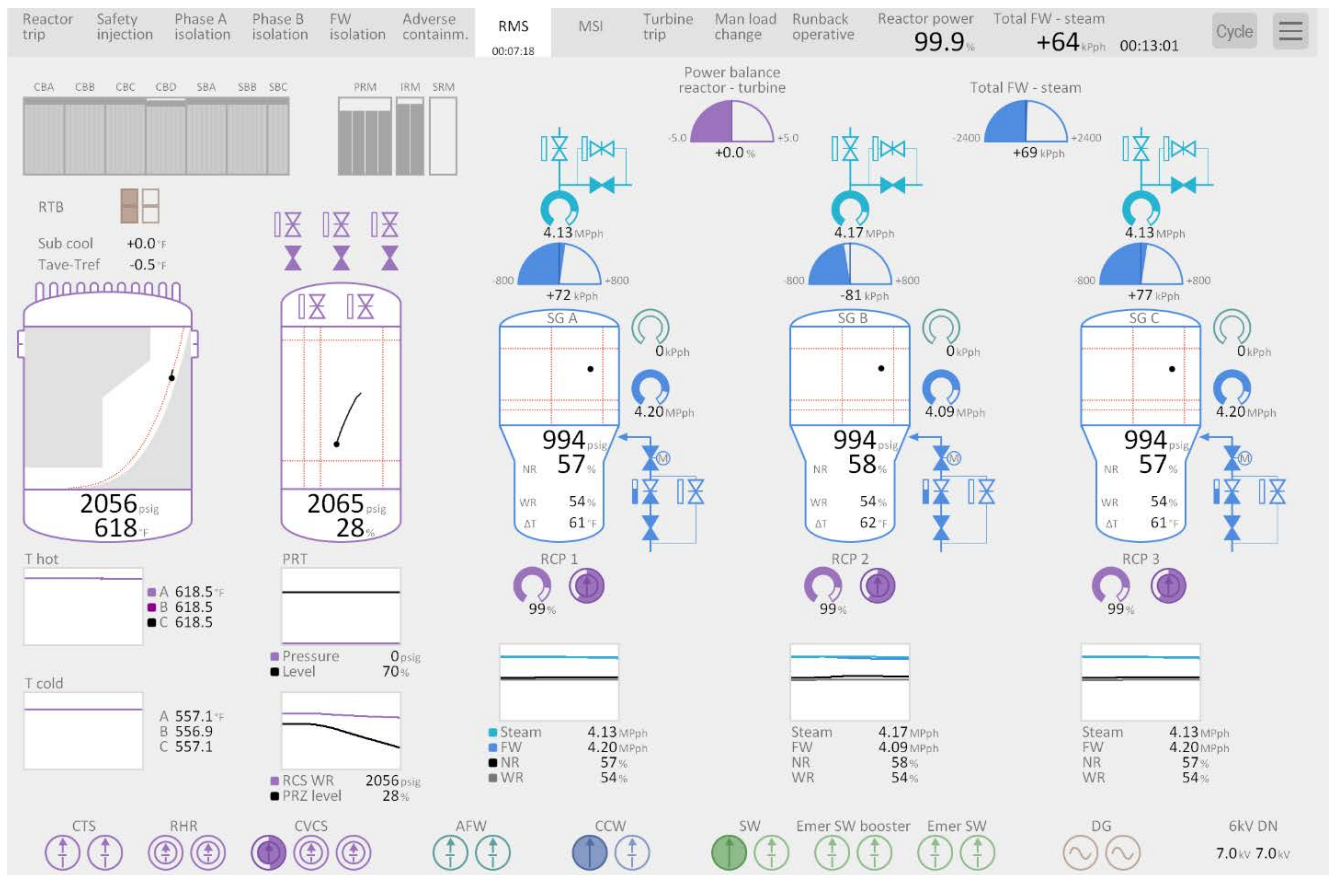 Reactor trip
Safety injection
Phase A isolation
Phase B isolation
FW isolation
Adverse containm.
RMS
00:07:18
MSI
Turbine trip
Man load change
Runback operative
Reactor power
99.9 %
Total FW - steam
+64 kPph
00:13:01
Cycle
CBA CBB CBC CBD SBA SBB SBC
PRM IRM SRM
Power balance
reactor - turbine
-5.0 +5.0
+0.0 %
Total FW - steam
-2400 +2400
+69 kPph
RTB
Sub cool +0.0 °F
Tave-Tref -0.5 °F
4.13 MPph
4.17 MPph
4.13 MPph
-800 +800
+72 kPph
-800 +800
-81 kPph
-800 +800
+77 kPph
SG A
0 kPph
4.20 MPph
SG B
0 kPph
4.09 MPph
SG C
0 kPph
4.20 MPph
2056 psig
618 °F
2065 psig
28 %
994 psig
NR 57 %
WR 54 %
ΔT 61 °F
M
994 psig
NR 58 %
WR 54 %
ΔT 62 °F
M
994 psig
NR 57 %
WR 54 %
ΔT 61 °F
M
T hot
A 618.5 °F
B 618.5
C 618.5
PRT
Pressure 0 psig
Level 70 %
RCP 1
99 %
RCP 2
99 %
RCP 3
99 %
T cold
A 557.1 °F
B 556.9
C 557.1
RCS WR 2056 psig
PRZ level 28 %
Steam 4.13 MPph
FW 4.20 MPph
NR 57 %
WR 54 %
Steam 4.17 MPph
FW 4.09 MPph
NR 58 %
WR 54 %
Steam 4.13 MPph
FW 4.20 MPph
NR 57 %
WR 54 %
CTS RHR CVCS AFW CCW SW Emer SW booster Emer SW DG 6kV DN
7.0 kV 7.0 kV